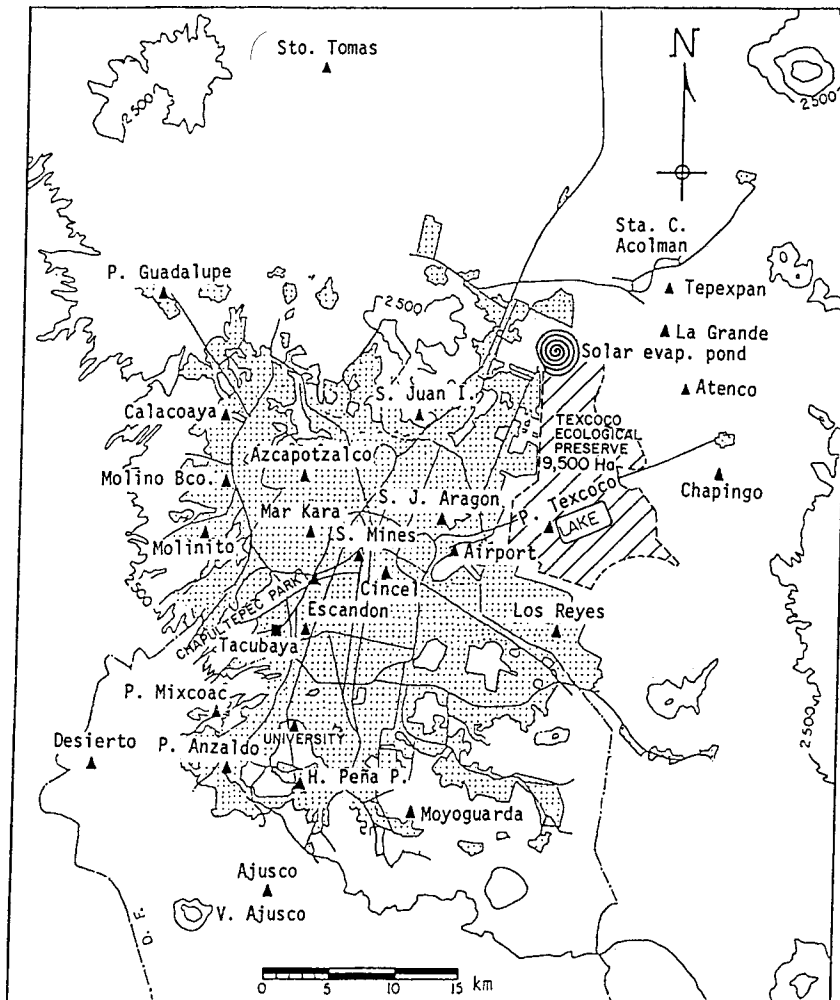 Sto. Tomas
2500
2500
N
Sta. C.
Acolman
P. Guadalupe
Tepexpan
2500
La Grande
Solar evap. pond
Atenco
Calacoaya
S. Juan I.
TEXCOCO
ECOLOGICAL
PRESERVE
9,500 Ha
Azcapotzalco
Molino Bco.
Chapingo
S. J. Aragon
P. Texcoco
LAKE
Mar Kara
S. Mines
Molinito
Airport
2500
Cincel
CHAPULTEPEC PARK
Escandon
Los Reyes
Tacubaya
P. Mixcoac
2500
UNIVERSITY
Desierto
P. Anzaldo
H. Peña P.
Moyoguarda
Ajusco
V. Ajusco
D. F.
0 5 10 15 km